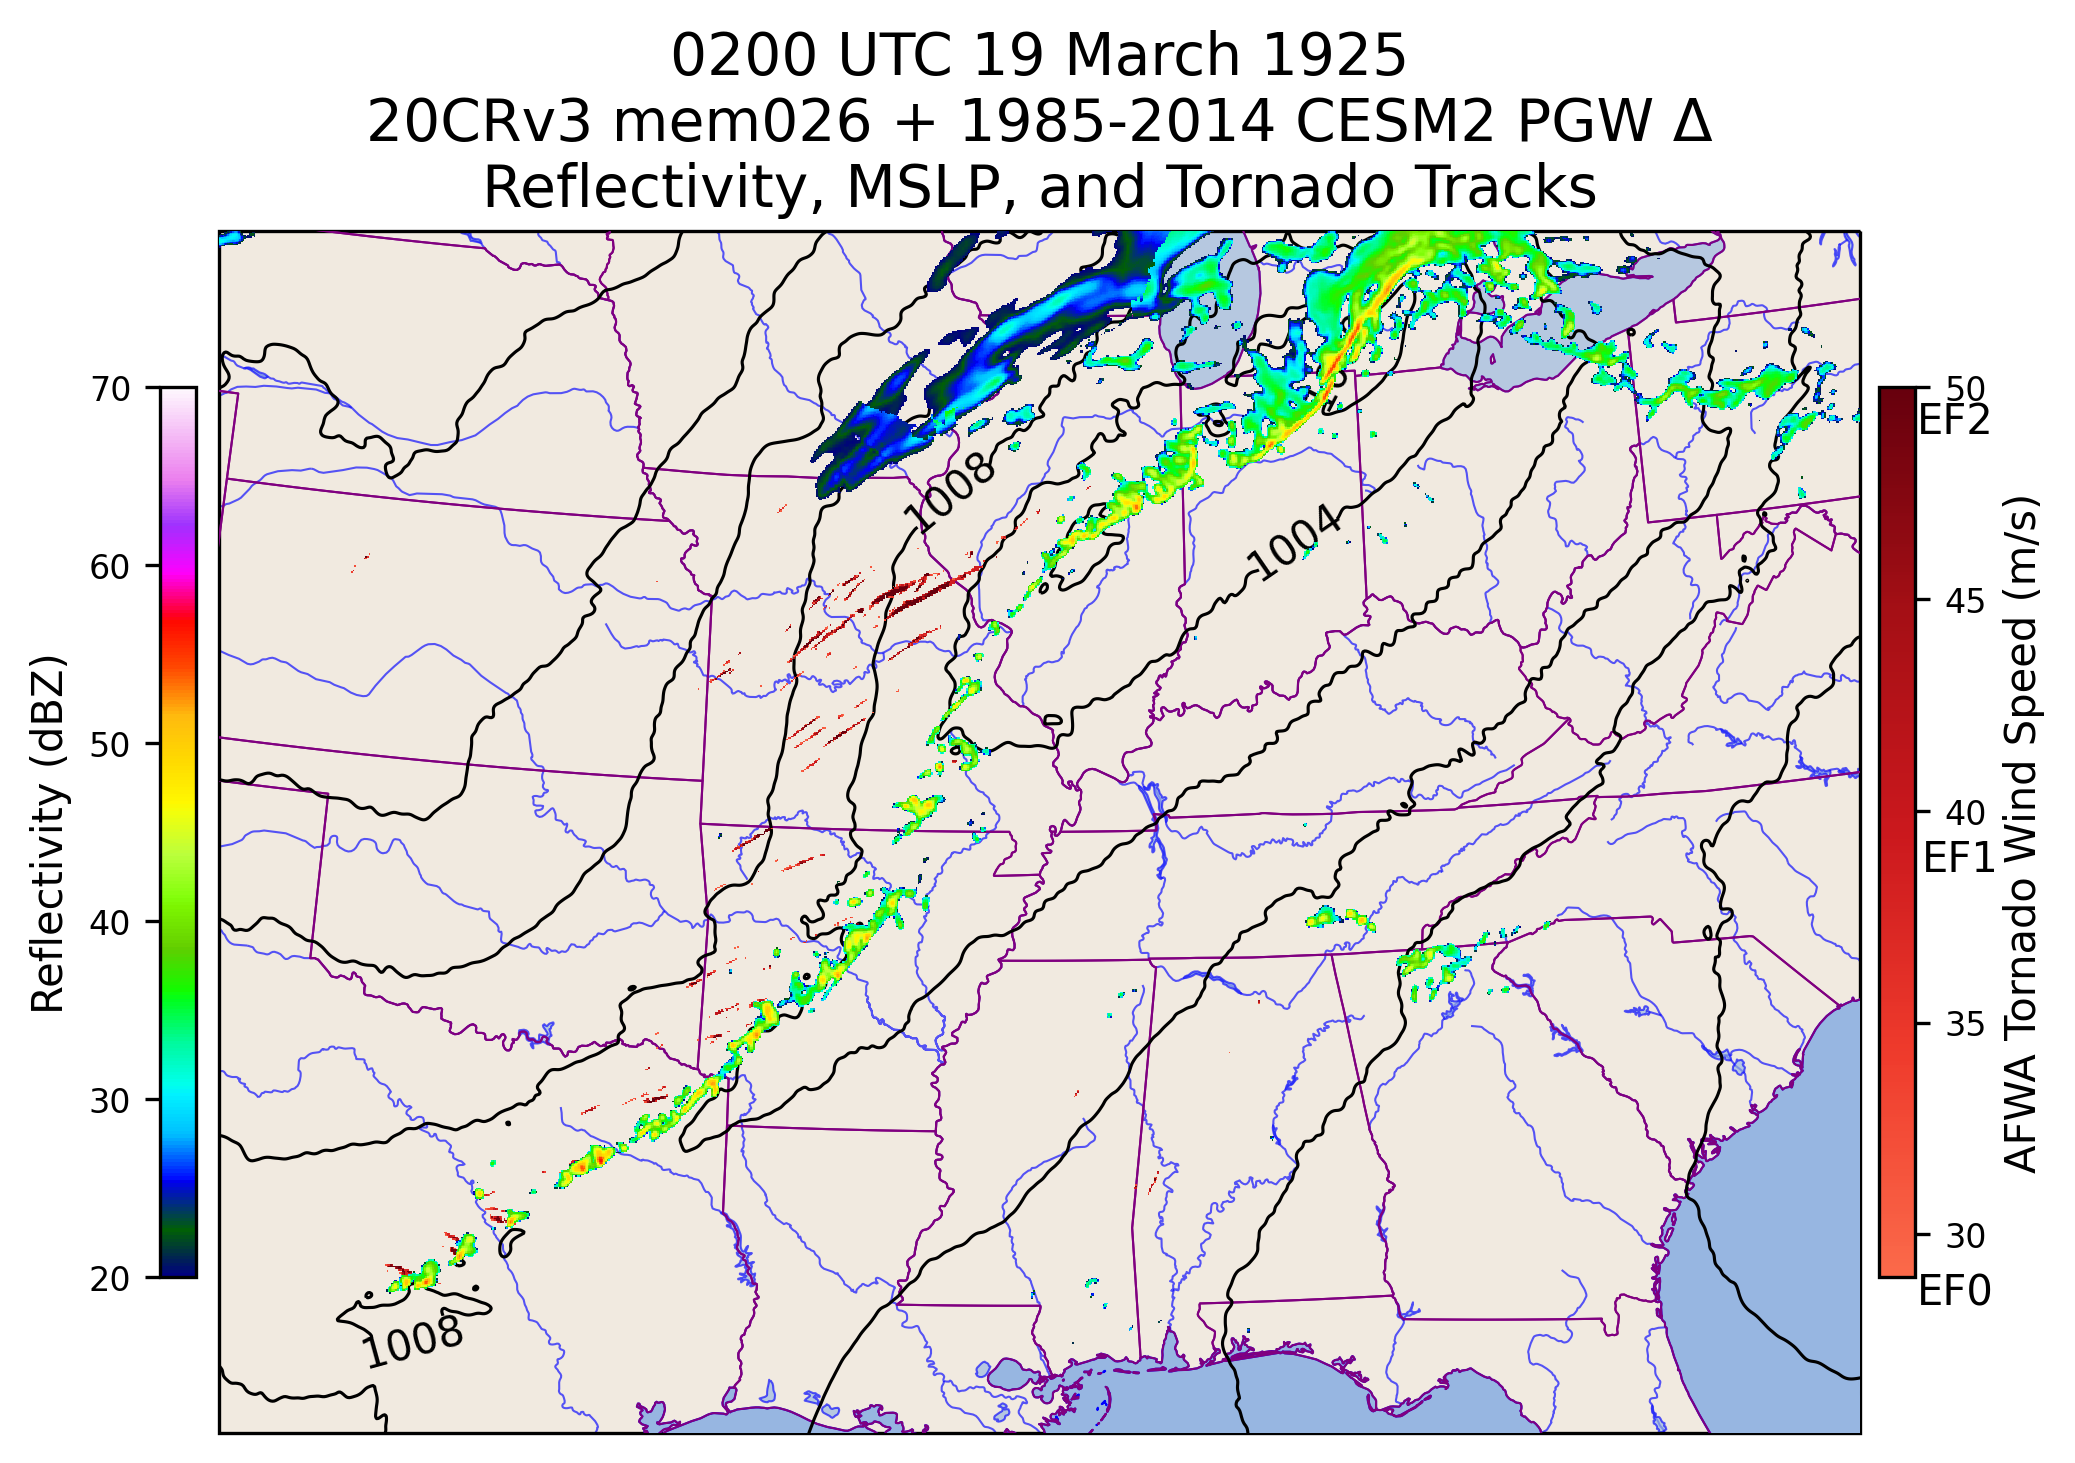 0200 UTC 19 March 1925
20CRv3 mem026 + 1985-2014 CESM2 PGW Δ
Reflectivity, MSLP, and Tornado Tracks
70
60
50
40
30
20
Reflectivity (dBZ)
1008
1004
1008
50
EF2
45
40
EF1
35
30
EF0
AFWA Tornado Wind Speed (m/s)